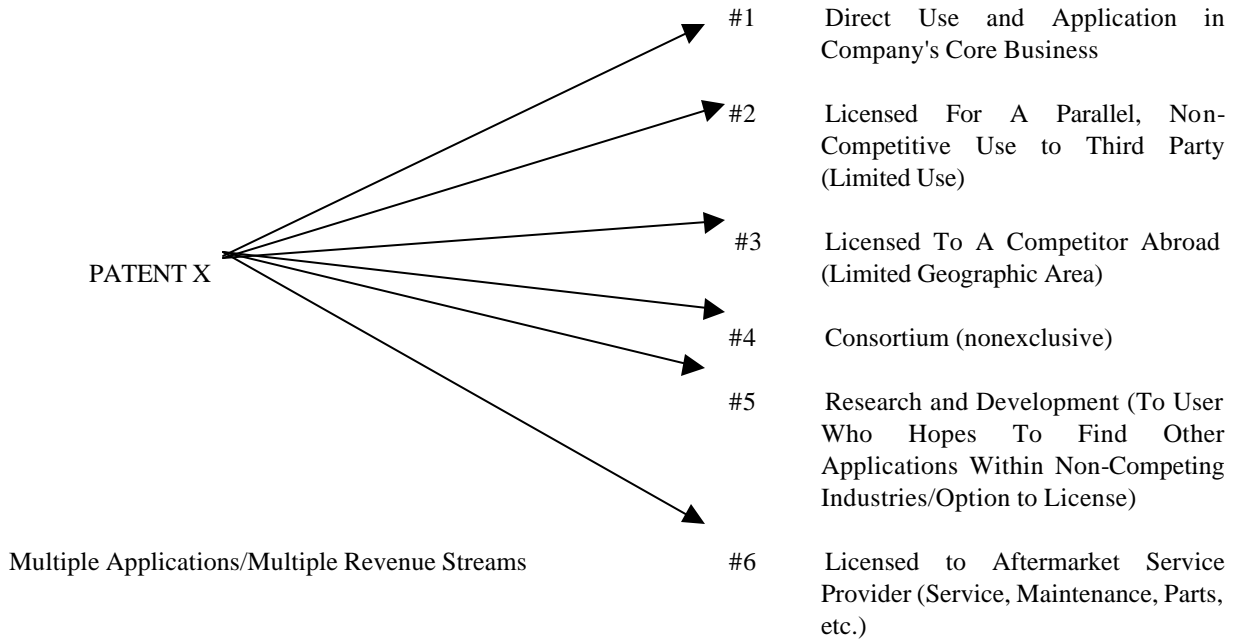 #1 Direct Use and Application in
Company's Core Business
#2 Licensed For A Parallel, Non-
Competitive Use to Third Party
(Limited Use)
#3 Licensed To A Competitor Abroad
(Limited Geographic Area)
PATENT X
#4 Consortium (nonexclusive)
#5 Research and Development (To User
Who Hopes To Find Other
Applications Within Non-Competing
Industries/Option to License)
Multiple Applications/Multiple Revenue Streams
#6 Licensed to Aftermarket Service
Provider (Service, Maintenance, Parts,
etc.)